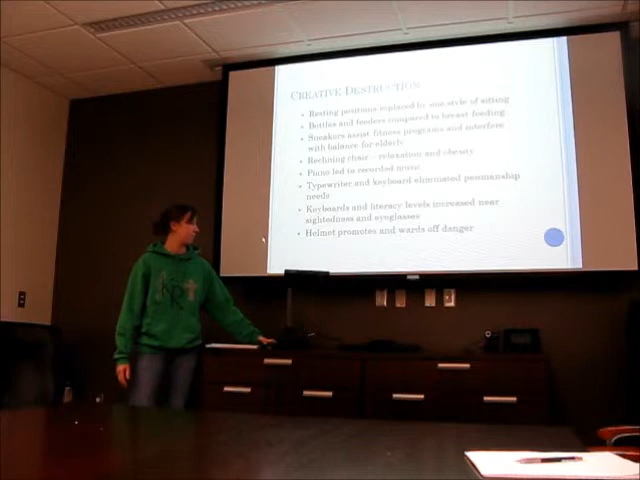 CREATIVE DESTRUCTION
Resting positions replaced by one style of sitting
Bottles and feeders compared to breast feeding
Sneakers assist fitness programs and interfere
with balance for elderly
Reclining chair – relaxation and obesity
Piano led to recorded music
Typewriter and keyboard eliminated penmanship
needs
Keyboards and literacy levels increased near
sightedness and eyeglasses
Helmet promotes and wards off danger
KR